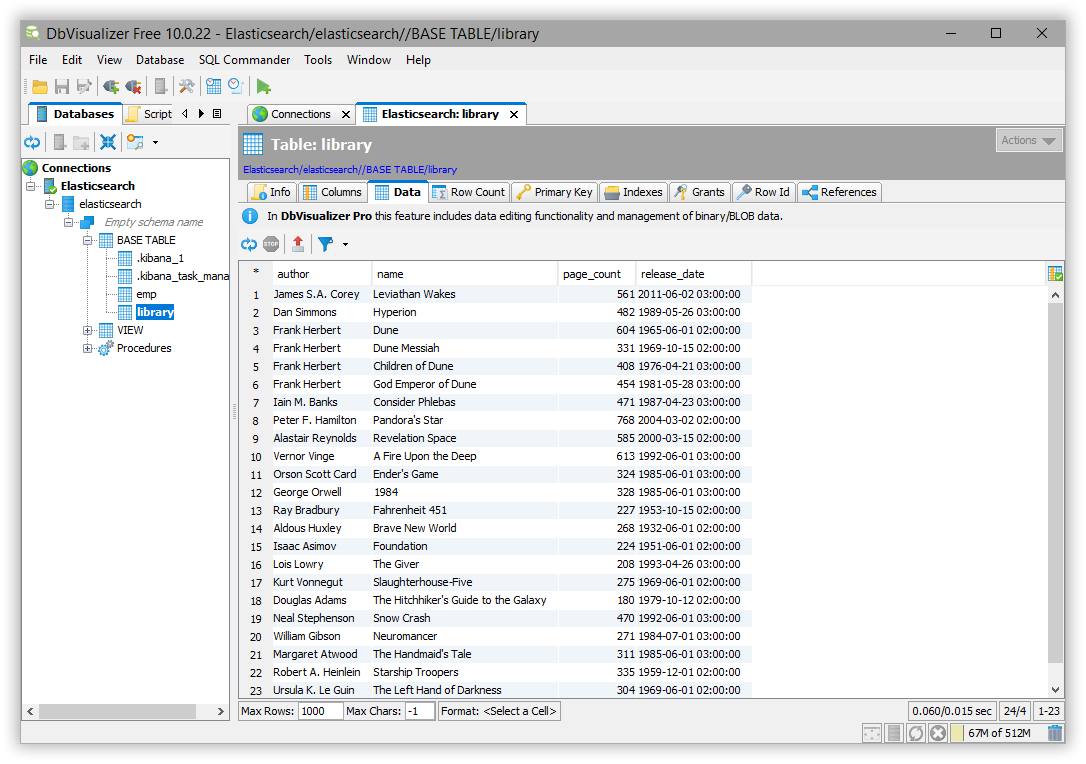 DbVisualizer Free 10.0.22 - Elasticsearch/elasticsearch//BASE TABLE/library
File Edit View Database SQL Commander Tools Window Help
Databases Script
Connections
Elasticsearch: library
Table: library
Actions
Elasticsearch/elasticsearch//BASE TABLE/library
Info Columns Data Row Count Primary Key Indexes Grants Row Id References
In DbVisualizer Pro this feature includes data editing functionality and management of binary/BLOB data.
STOP
Connections
Elasticsearch
elasticsearch
Empty schema name
BASE TABLE
.kibana_1
.kibana_task_mana
emp
library
VIEW
Procedures
* author name page_count release_date
1 James S.A. Corey Leviathan Wakes 561 2011-06-02 03:00:00
2 Dan Simmons Hyperion 482 1989-05-26 03:00:00
3 Frank Herbert Dune 604 1965-06-01 02:00:00
4 Frank Herbert Dune Messiah 331 1969-10-15 02:00:00
5 Frank Herbert Children of Dune 408 1976-04-21 03:00:00
6 Frank Herbert God Emperor of Dune 454 1981-05-28 03:00:00
7 Iain M. Banks Consider Phlebas 471 1987-04-23 03:00:00
8 Peter F. Hamilton Pandora's Star 768 2004-03-02 02:00:00
9 Alastair Reynolds Revelation Space 585 2000-03-15 02:00:00
10 Vernor Vinge A Fire Upon the Deep 613 1992-06-01 03:00:00
11 Orson Scott Card Ender's Game 324 1985-06-01 03:00:00
12 George Orwell 1984 328 1985-06-01 03:00:00
13 Ray Bradbury Fahrenheit 451 227 1953-10-15 02:00:00
14 Aldous Huxley Brave New World 268 1932-06-01 02:00:00
15 Isaac Asimov Foundation 224 1951-06-01 02:00:00
16 Lois Lowry The Giver 208 1993-04-26 03:00:00
17 Kurt Vonnegut Slaughterhouse-Five 275 1969-06-01 02:00:00
18 Douglas Adams The Hitchhiker's Guide to the Galaxy 180 1979-10-12 02:00:00
19 Neal Stephenson Snow Crash 470 1992-06-01 03:00:00
20 William Gibson Neuromancer 271 1984-07-01 03:00:00
21 Margaret Atwood The Handmaid's Tale 311 1985-06-01 03:00:00
22 Robert A. Heinlein Starship Troopers 335 1959-12-01 02:00:00
23 Ursula K. Le Guin The Left Hand of Darkness 304 1969-06-01 02:00:00
Max Rows: 1000 Max Chars: -1 Format: <Select a Cell> 0.060/0.015 sec 24/4 1-23
67M of 512M